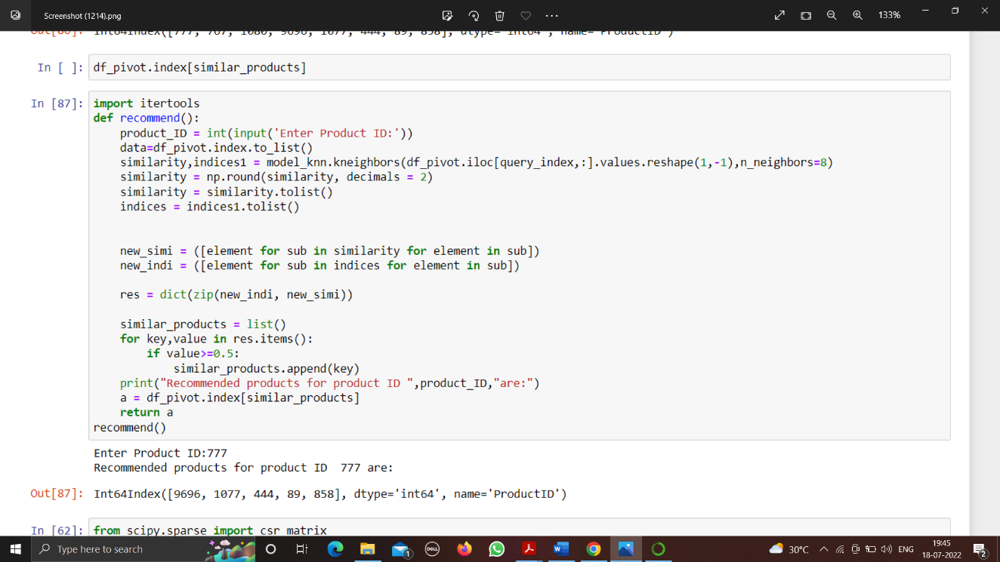 Screenshot (1214).png
133%
Out[86]: Int64Index([777, 767, 1080, 9696, 1077, 444, 89, 858], dtype='int64', name='ProductID')
In [ ]: df_pivot.index[similar_products]
In [87]: import itertools
def recommend():
    product_ID = int(input('Enter Product ID:'))
    data=df_pivot.index.to_list()
    similarity,indices1 = model_knn.kneighbors(df_pivot.iloc[query_index,:].values.reshape(1,-1),n_neighbors=8)
    similarity = np.round(similarity, decimals = 2)
    similarity = similarity.tolist()
    indices = indices1.tolist()
    new_simi = ([element for sub in similarity for element in sub])
    new_indi = ([element for sub in indices for element in sub])
    res = dict(zip(new_indi, new_simi))
    similar_products = list()
    for key,value in res.items():
        if value>=0.5:
            similar_products.append(key)
    print("Recommended products for product ID ",product_ID,"are:")
    a = df_pivot.index[similar_products]
    return a
recommend()
Enter Product ID:777
Recommended products for product ID  777 are:
Out[87]: Int64Index([9696, 1077, 444, 89, 858], dtype='int64', name='ProductID')
In [62]: from scipy.sparse import csr_matrix
Type here to search
1
DELL
30°C
ENG
19:45
18-07-2022
2